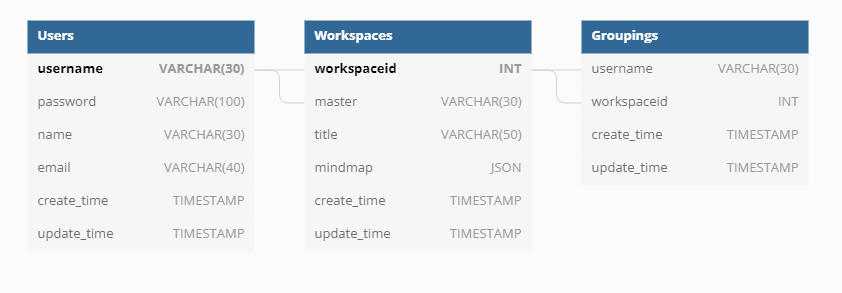 Users
username VARCHAR(30)
password VARCHAR(100)
name VARCHAR(30)
email VARCHAR(40)
create_time TIMESTAMP
update_time TIMESTAMP
Workspaces
workspaceid INT
master VARCHAR(30)
title VARCHAR(50)
mindmap JSON
create_time TIMESTAMP
update_time TIMESTAMP
Groupings
username VARCHAR(30)
workspaceid INT
create_time TIMESTAMP
update_time TIMESTAMP